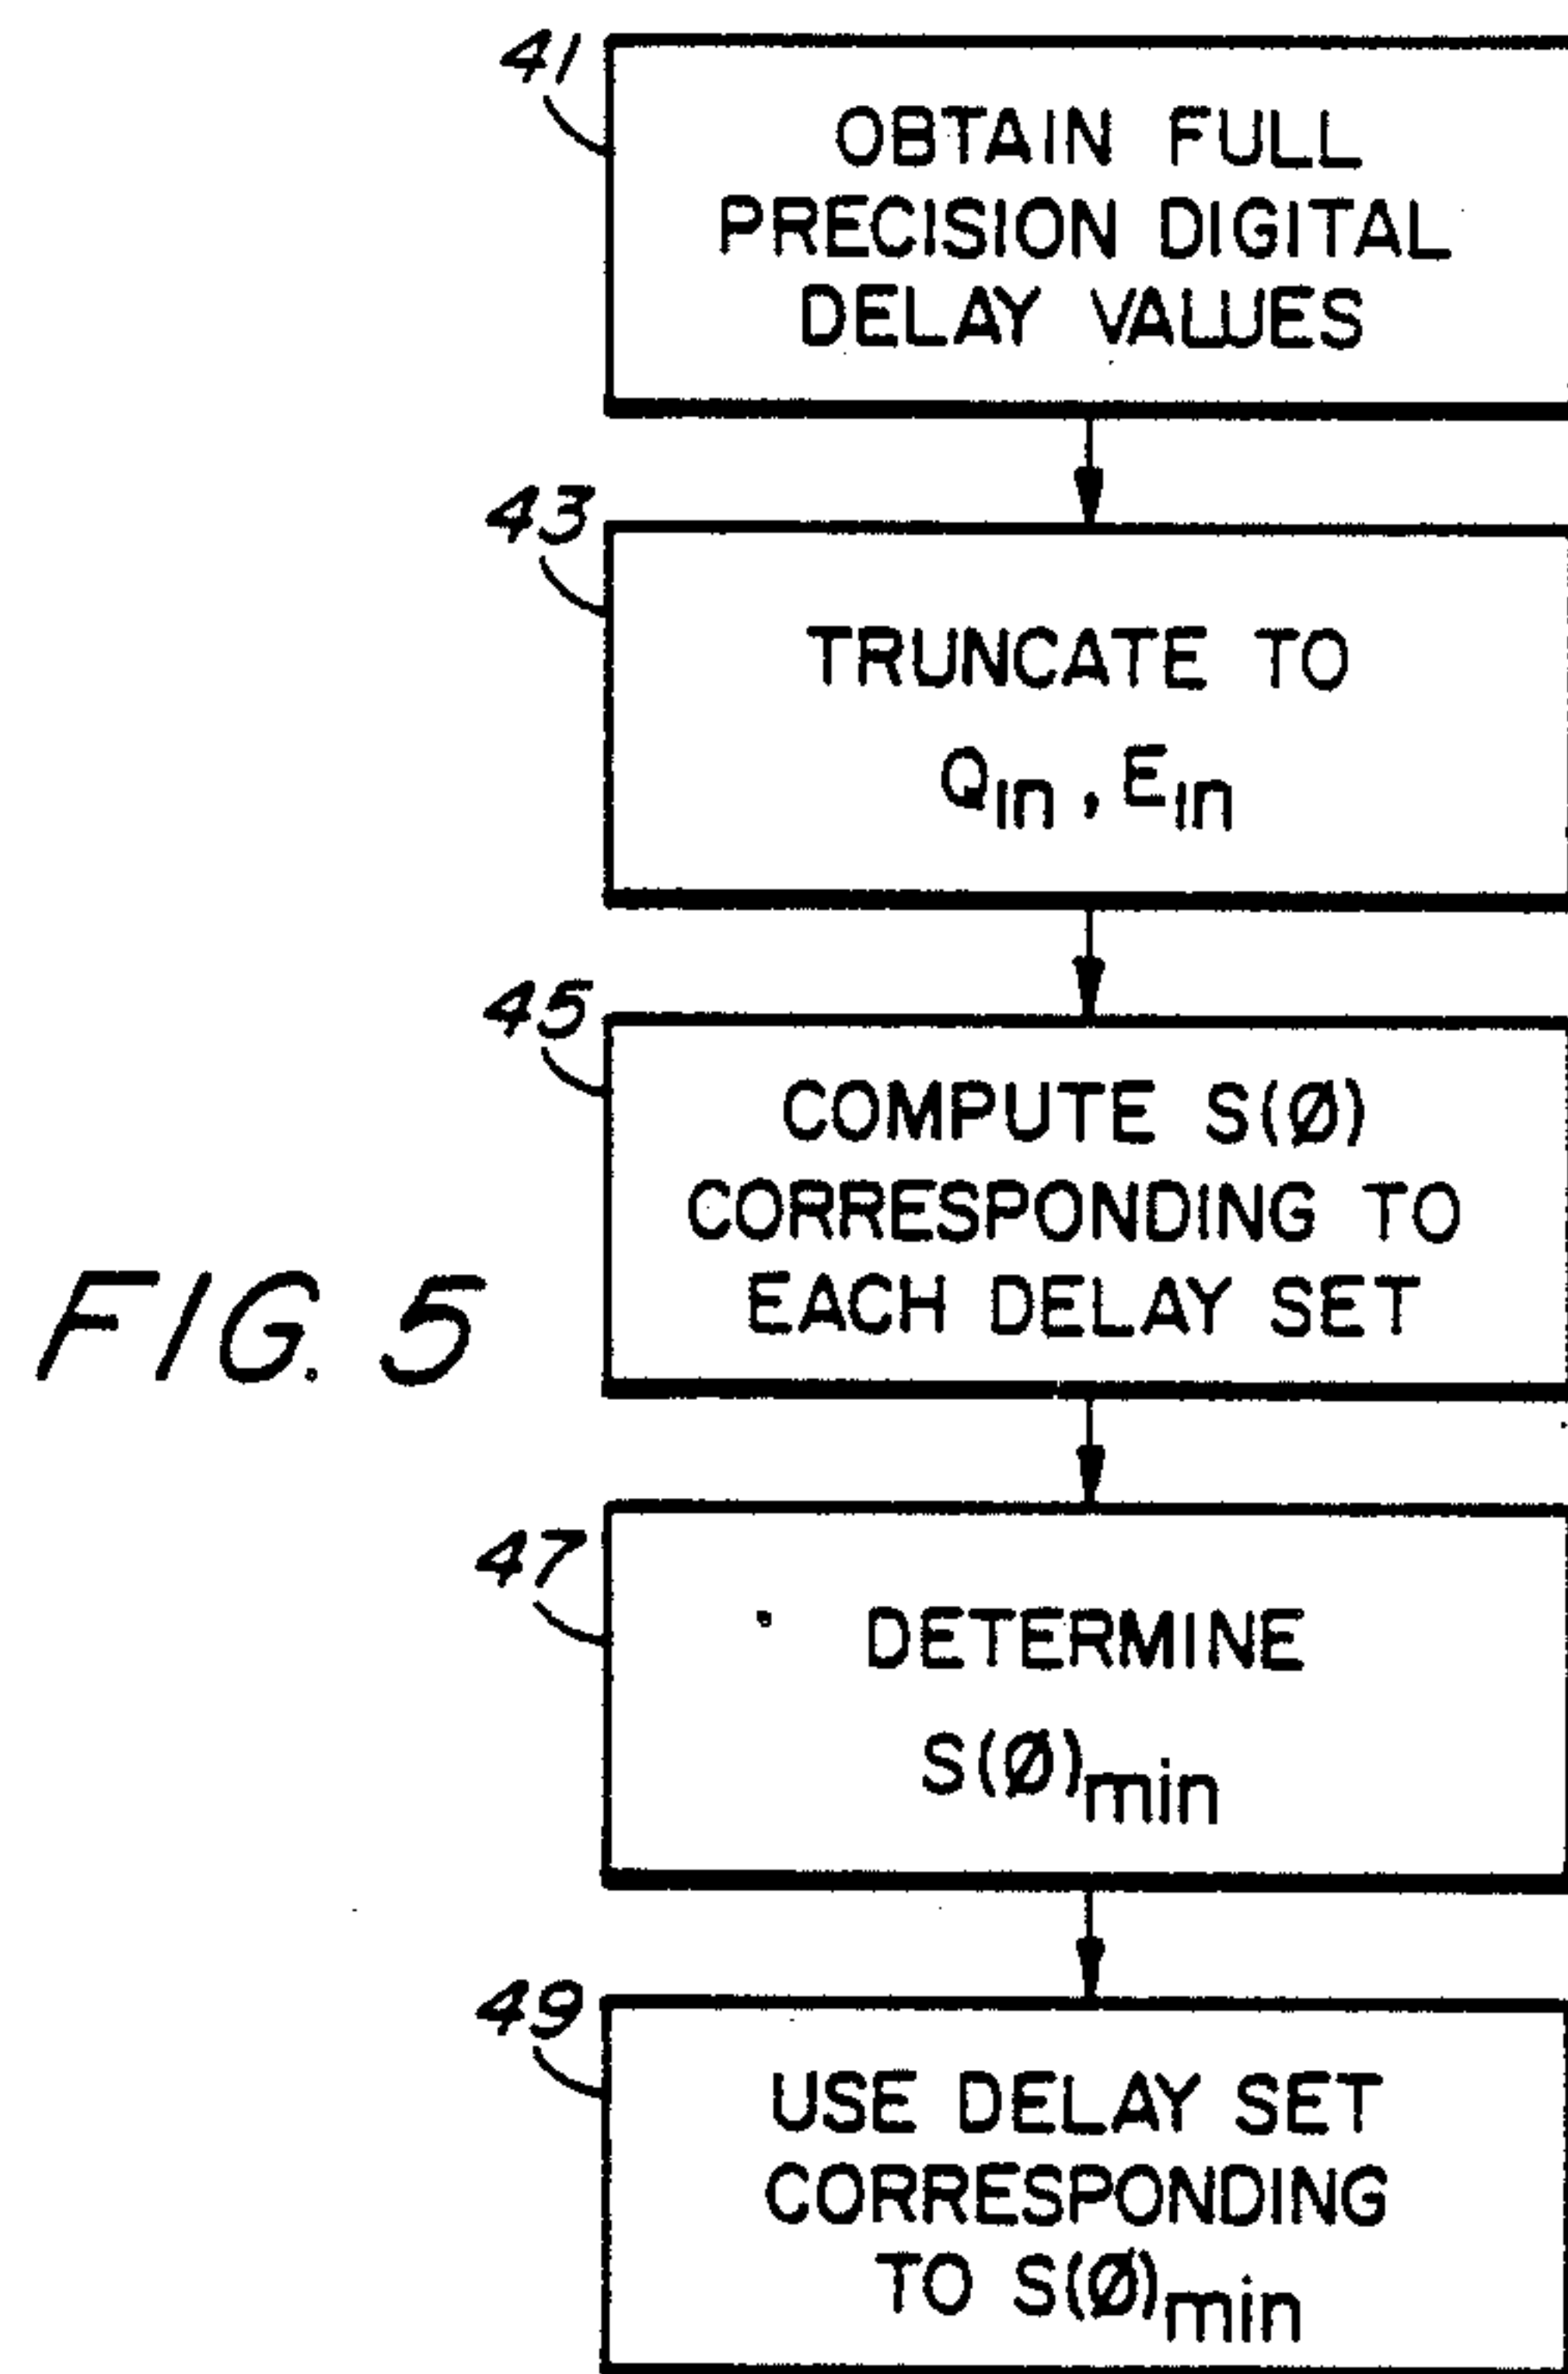 41
OBTAIN FULL
PRECISION DIGITAL
DELAY VALUES
43
TRUNCATE TO
Qin , Ein
45
COMPUTE S(Ø)
CORRESPONDING TO
EACH DELAY SET
FIG. 5
47
DETERMINE
S(Ø)min
49
USE DELAY SET
CORRESPONDING
TO S(Ø)min